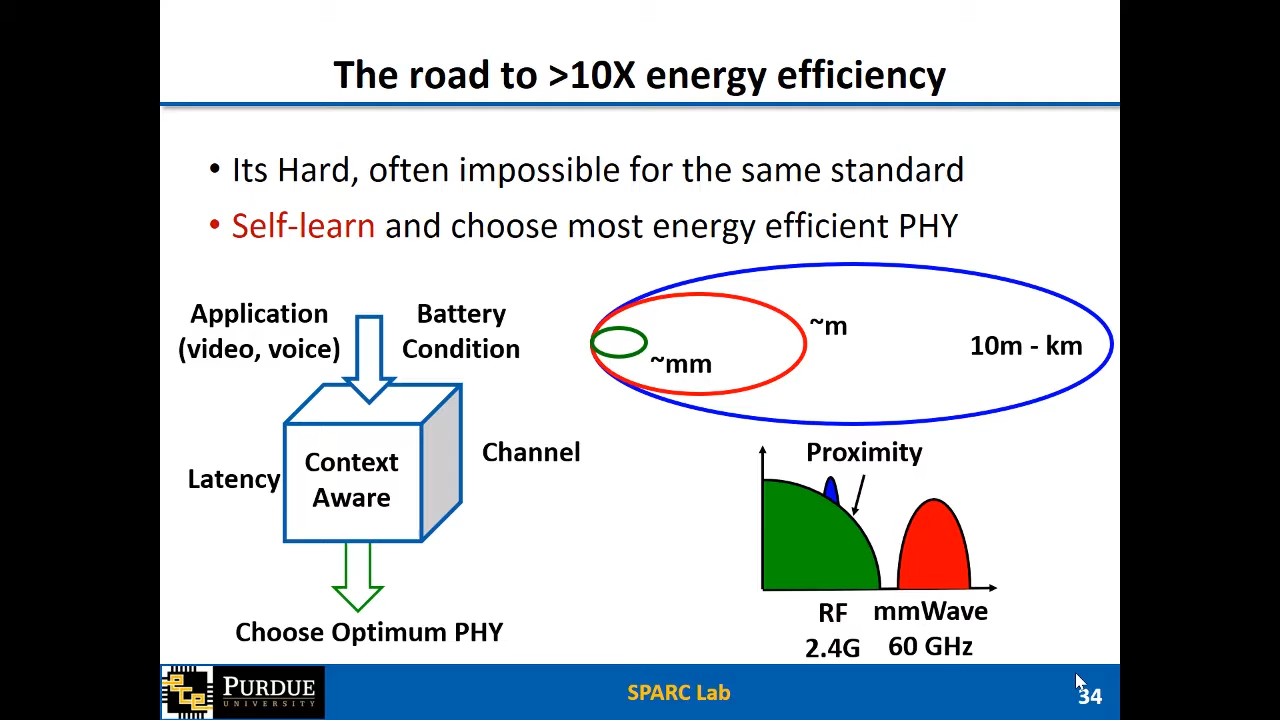 The road to >10X energy efficiency
• Its Hard, often impossible for the same standard
• Self-learn and choose most energy efficient PHY
Application
(video, voice)
Battery
Condition
Latency
Context
Aware
Channel
Choose Optimum PHY
~mm
~m
10m - km
Proximity
RF
2.4G
mmWave
60 GHz
ece
PURDUE
UNIVERSITY
SPARC Lab
34